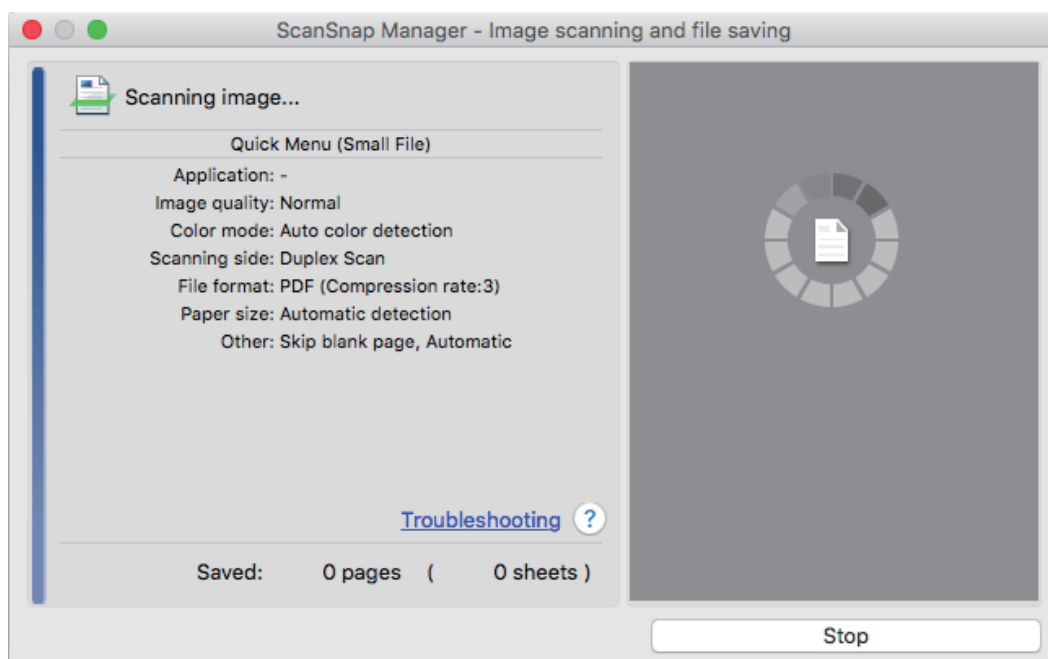 ScanSnap Manager - Image scanning and file saving
Scanning image...
Quick Menu (Small File)
Application: -
Image quality: Normal
Color mode: Auto color detection
Scanning side: Duplex Scan
File format: PDF (Compression rate:3)
Paper size: Automatic detection
Other: Skip blank page, Automatic
Troubleshooting ?
Saved: 0 pages ( 0 sheets )
Stop